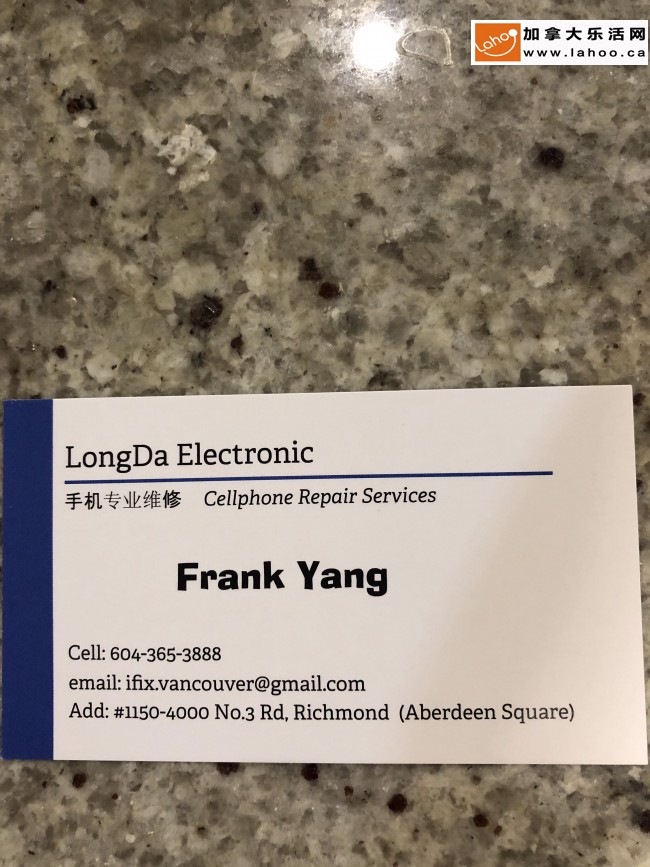 Lahoo
加拿大乐活网
www.lahoo.ca
LongDa Electronic
手机专业维修 Cellphone Repair Services
Frank Yang
Cell: 604-365-3888
email: ifix.vancouver@gmail.com
Add: #1150-4000 No.3 Rd, Richmond (Aberdeen Square)